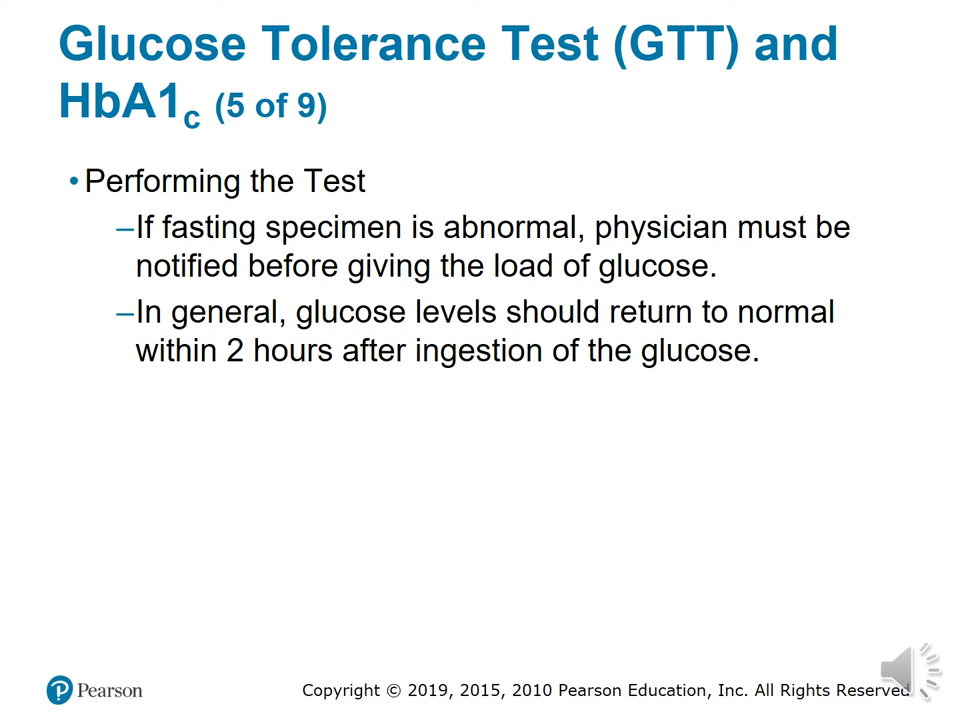 Glucose Tolerance Test (GTT) and
HbA1c (5 of 9)
• Performing the Test
–If fasting specimen is abnormal, physician must be
notified before giving the load of glucose.
–In general, glucose levels should return to normal
within 2 hours after ingestion of the glucose.
Pearson
Copyright © 2019, 2015, 2010 Pearson Education, Inc. All Rights Reserved